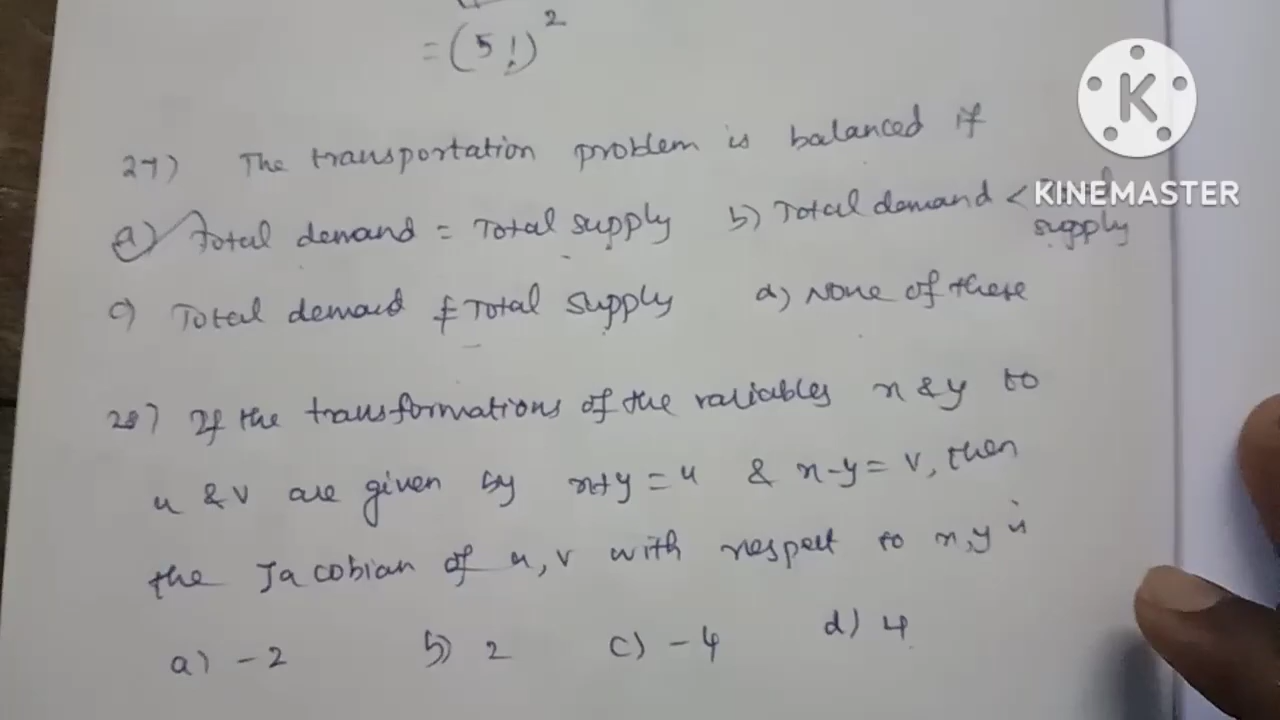 = (5!)²
27) The transportation problem is balanced if
a) Total demand = Total supply b) Total demand <
supply
c) Total demand ≠ Total supply d) None of these
28) If the transformations of the variables x & y to
u & v are given by x+y = u & x-y = v, then
the Jacobian of u, v with respect to x, y is
a) -2 b) 2 c) -4 d) 4
K
KINEMASTER